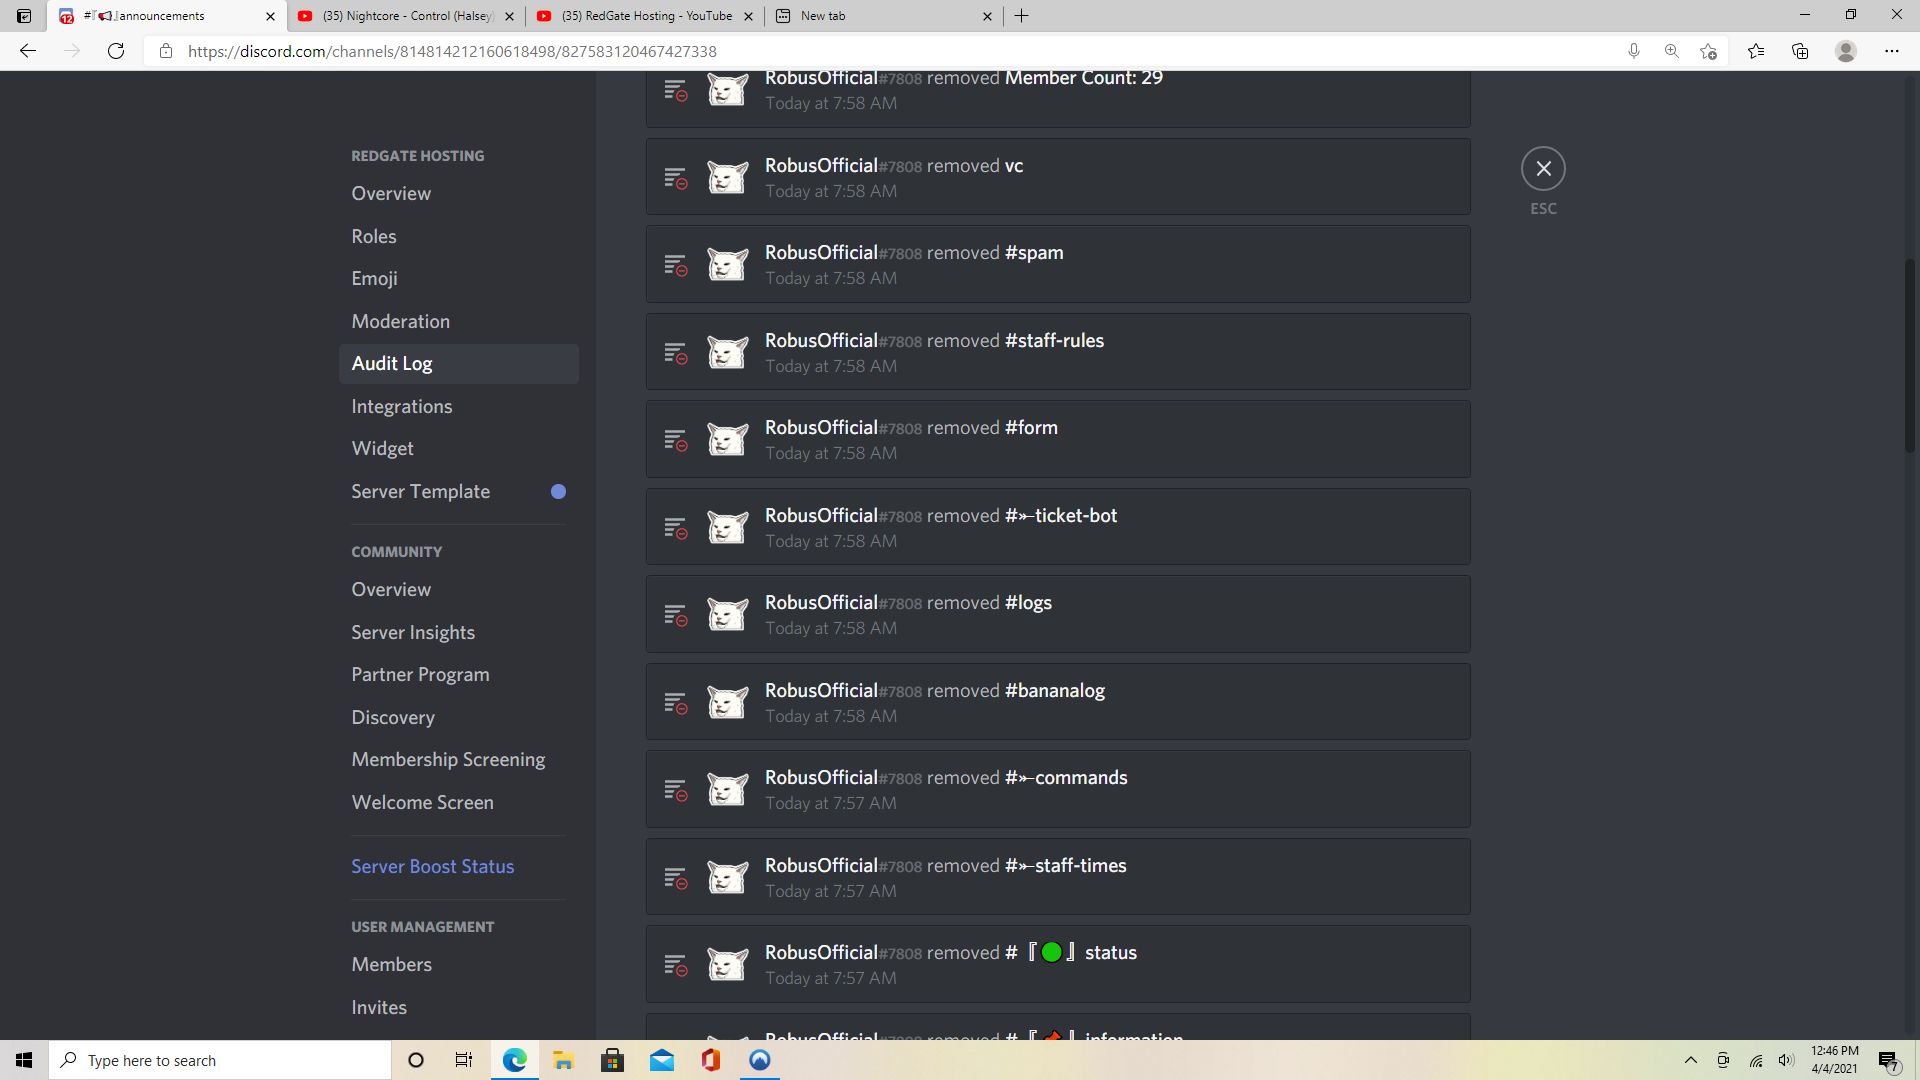 #『📢』announcements
(35) Nightcore - Control (Halsey)
(35) RedGate Hosting - YouTube
New tab
https://discord.com/channels/814814212160618498/827583120467427338
REDGATE HOSTING
Overview
Roles
Emoji
Moderation
Audit Log
Integrations
Widget
Server Template
COMMUNITY
Overview
Server Insights
Partner Program
Discovery
Membership Screening
Welcome Screen
Server Boost Status
USER MANAGEMENT
Members
Invites
RobusOfficial#7808 removed Member Count: 29
Today at 7:58 AM
RobusOfficial#7808 removed vc
Today at 7:58 AM
RobusOfficial#7808 removed #spam
Today at 7:58 AM
RobusOfficial#7808 removed #staff-rules
Today at 7:58 AM
RobusOfficial#7808 removed #form
Today at 7:58 AM
RobusOfficial#7808 removed #➳ticket-bot
Today at 7:58 AM
RobusOfficial#7808 removed #logs
Today at 7:58 AM
RobusOfficial#7808 removed #bananalog
Today at 7:58 AM
RobusOfficial#7808 removed #➳commands
Today at 7:57 AM
RobusOfficial#7808 removed #➳staff-times
Today at 7:57 AM
RobusOfficial#7808 removed #『🟢』status
Today at 7:57 AM
RobusOfficial#7808 removed #『📌』information
ESC
Type here to search
12:46 PM
4/4/2021
7
12